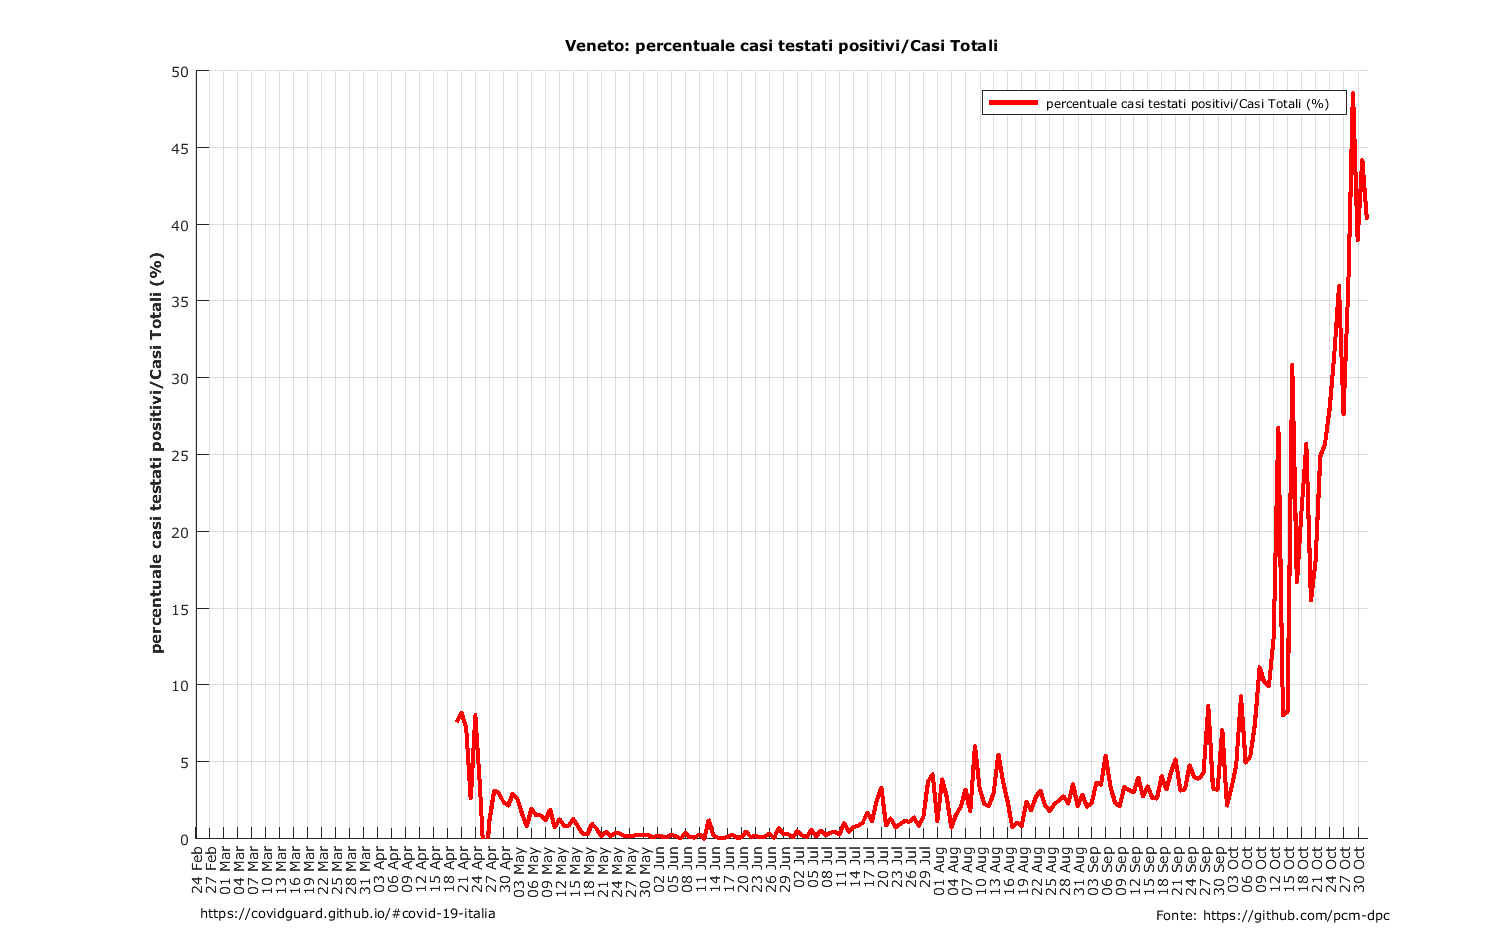 Veneto: percentuale casi testati positivi/Casi Totali
percentuale casi testati positivi/Casi Totali (%)
percentuale casi testati positivi/Casi Totali (%)
50
45
40
35
30
25
20
15
10
5
0
24 Feb
27 Feb
01 Mar
04 Mar
07 Mar
10 Mar
13 Mar
16 Mar
19 Mar
22 Mar
25 Mar
28 Mar
31 Mar
03 Apr
06 Apr
09 Apr
12 Apr
15 Apr
18 Apr
21 Apr
24 Apr
27 Apr
30 Apr
03 May
06 May
09 May
12 May
15 May
18 May
21 May
24 May
27 May
30 May
02 Jun
05 Jun
08 Jun
11 Jun
14 Jun
17 Jun
20 Jun
23 Jun
26 Jun
29 Jun
02 Jul
05 Jul
08 Jul
11 Jul
14 Jul
17 Jul
20 Jul
23 Jul
26 Jul
29 Jul
01 Aug
04 Aug
07 Aug
10 Aug
13 Aug
16 Aug
19 Aug
22 Aug
25 Aug
28 Aug
31 Aug
03 Sep
06 Sep
09 Sep
12 Sep
15 Sep
18 Sep
21 Sep
24 Sep
27 Sep
30 Sep
03 Oct
06 Oct
09 Oct
12 Oct
15 Oct
18 Oct
21 Oct
24 Oct
27 Oct
30 Oct
https://covidguard.github.io/#covid-19-italia
Fonte: https://github.com/pcm-dpc